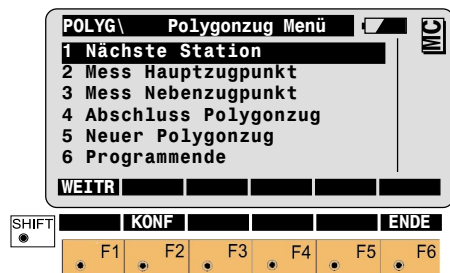 POLYG\ Polygonzug Menü MC
1 Nächste Station
2 Mess Hauptzugpunkt
3 Mess Nebenzugpunkt
4 Abschluss Polygonzug
5 Neuer Polygonzug
6 Programmende
WEITR
SHIFT KONF ENDE
F1 F2 F3 F4 F5 F6